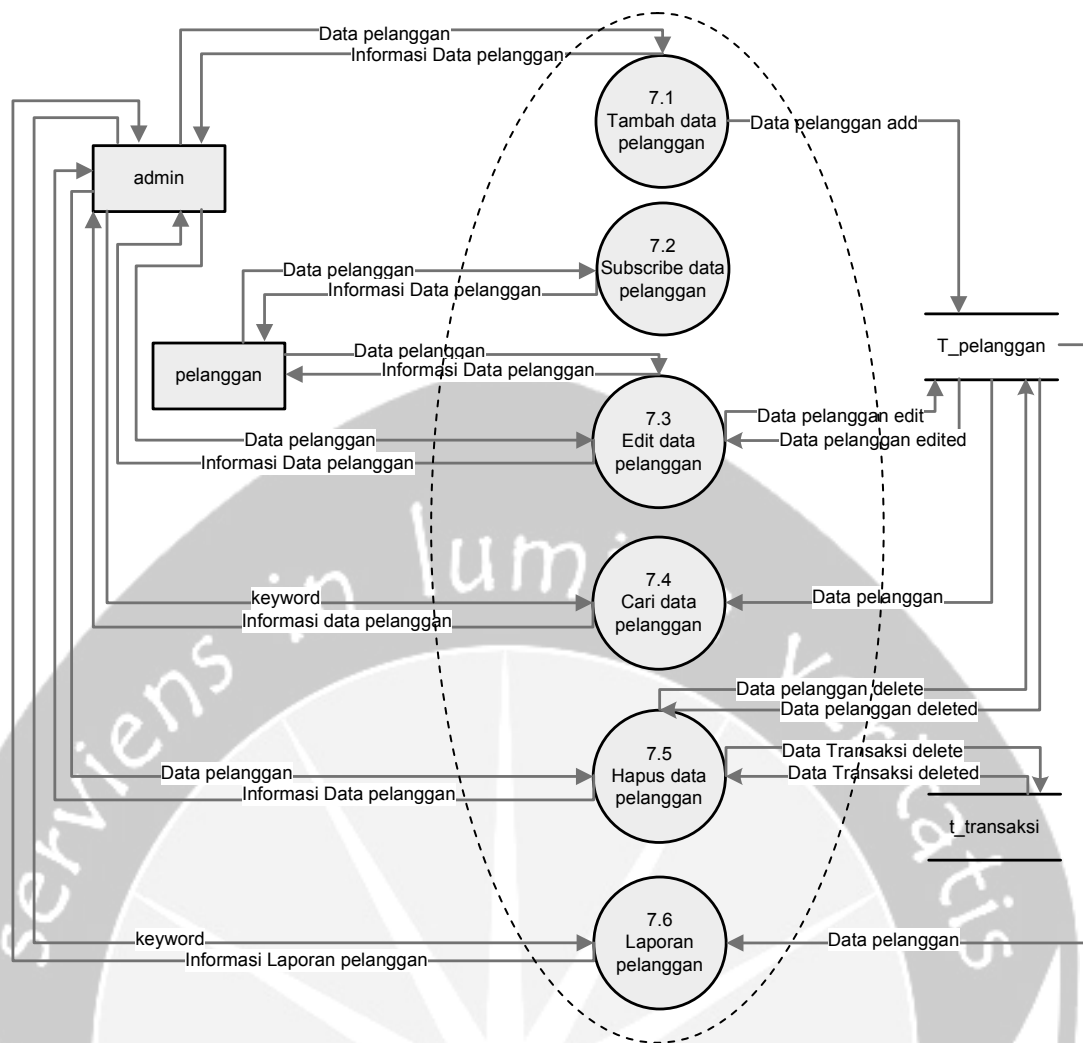 Data pelanggan
Informasi Data pelanggan
7.1
Tambah data
pelanggan
Data pelanggan add
admin
7.2
Subscribe data
pelanggan
Data pelanggan
Informasi Data pelanggan
T_pelanggan
pelanggan
Data pelanggan
Informasi Data pelanggan
7.3
Edit data
pelanggan
Data pelanggan edit
Data pelanggan edited
Data pelanggan
Informasi Data pelanggan
serviens in lumine veritatis
7.4
Cari data
pelanggan
keyword
Informasi data pelanggan
Data pelanggan
Data pelanggan delete
Data pelanggan deleted
7.5
Hapus data
pelanggan
Data Transaksi delete
Data Transaksi deleted
Data pelanggan
Informasi Data pelanggan
t_transaksi
7.6
Laporan
pelanggan
keyword
Informasi Laporan pelanggan
Data pelanggan